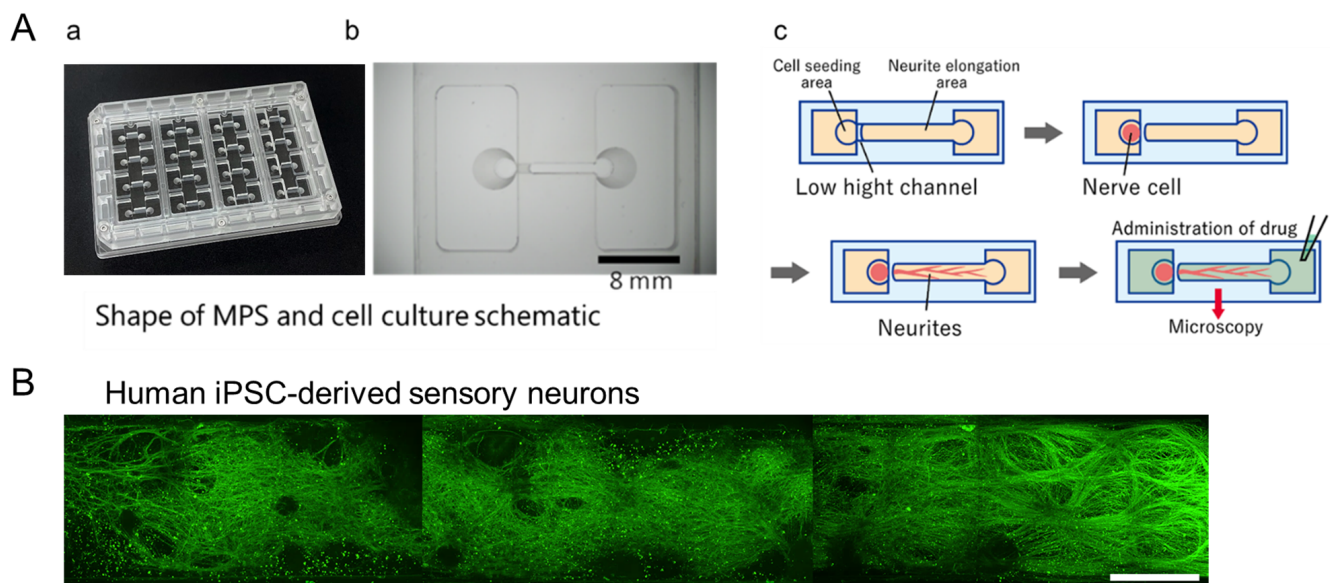 A
a
b
c
8 mm
Shape of MPS and cell culture schematic
Cell seeding
area
Neurite elongation
area
Low hight channel
Nerve cell
Neurites
Administration of drug
Microscopy
B
Human iPSC-derived sensory neurons